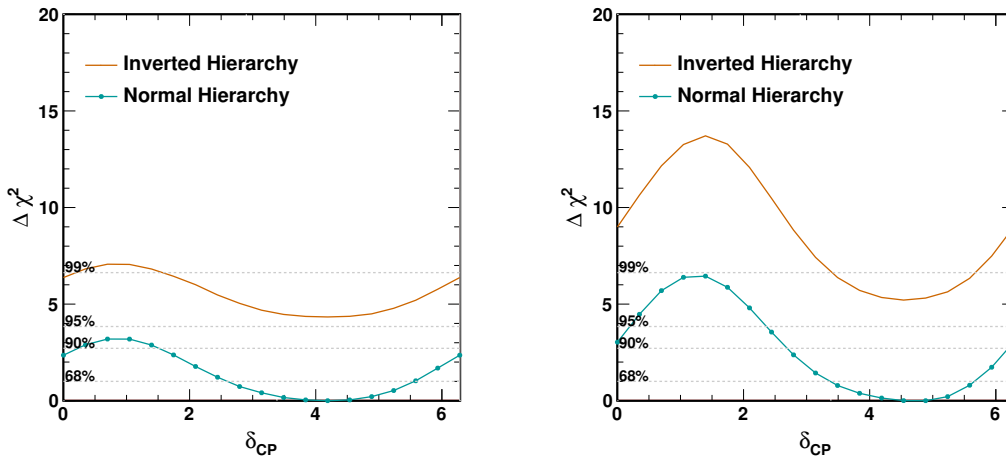 20
15
10
5
0
Δ χ²
Inverted Hierarchy
Normal Hierarchy
99%
95%
90%
68%
0 2 4 6
δCP
20
15
10
5
0
Δ χ²
Inverted Hierarchy
Normal Hierarchy
99%
95%
90%
68%
0 2 4 6
δCP